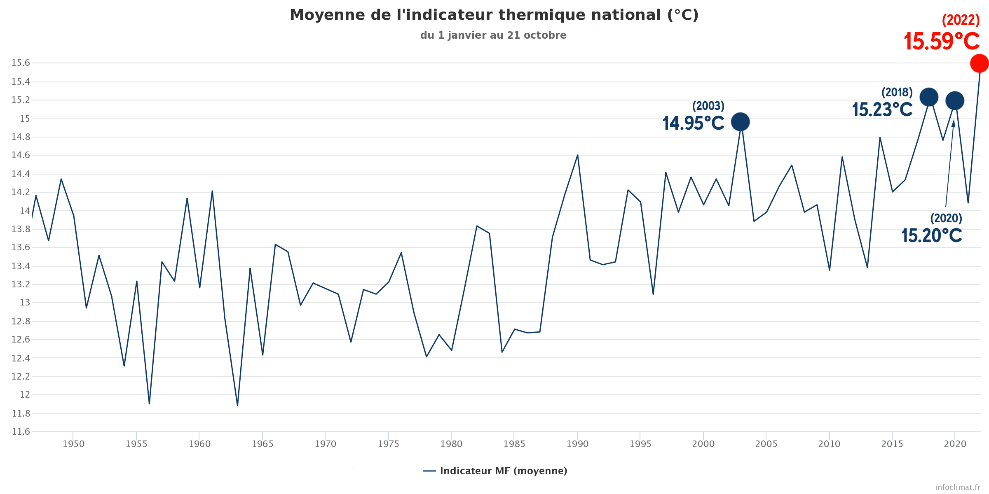 Moyenne de l'indicateur thermique national (°C)
du 1 janvier au 21 octobre
(2022)
15.59°C
(2018)
15.23°C
(2003)
14.95°C
(2020)
15.20°C
15.6
15.4
15.2
15
14.8
14.6
14.4
14.2
14
13.8
13.6
13.4
13.2
13
12.8
12.6
12.4
12.2
12
11.8
11.6
1950 1955 1960 1965 1970 1975 1980 1985 1990 1995 2000 2005 2010 2015 2020
Indicateur MF (moyenne)
infoclimat.fr